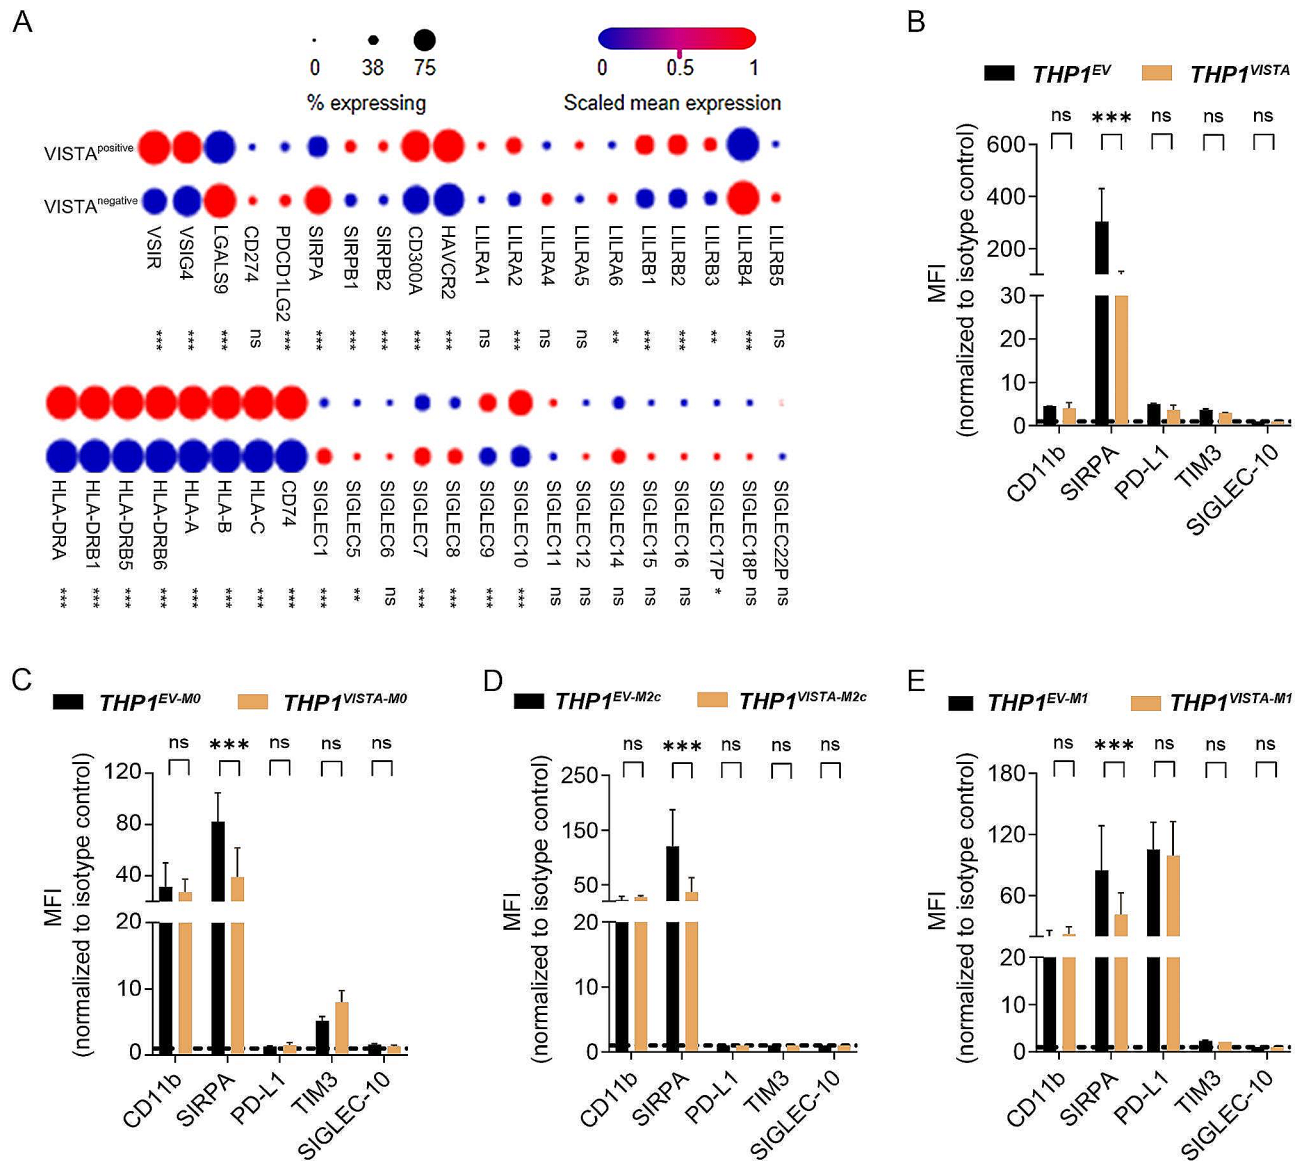 A
0 38 75
% expressing
0 0.5 1
Scaled mean expression
VISTApositive
VISTAnegative
VSIR VSIG4 LGALS9 CD274 PDCD1LG2 SIRPA SIRPB1 SIRPB2 CD300A HAVCR2 LILRA1 LILRA2 LILRA4 LILRA5 LILRA6 LILRB1 LILRB2 LILRB3 LILRB4 LILRB5
*** *** *** ns *** *** *** *** *** *** ns *** ns ns ** *** *** ** *** ns
HLA-DRA HLA-DRB1 HLA-DRB5 HLA-DRB6 HLA-A HLA-B HLA-C CD74 SIGLEC1 SIGLEC5 SIGLEC6 SIGLEC7 SIGLEC8 SIGLEC9 SIGLEC10 SIGLEC11 SIGLEC12 SIGLEC14 SIGLEC15 SIGLEC16 SIGLEC17P SIGLEC18P SIGLEC22P
*** *** *** *** *** *** *** *** *** ** ns *** *** *** *** ns ns ns ns ns * ns ns
B
THP1EV THP1VISTA
ns *** ns ns ns
MFI
(normalized to isotype control)
600
400
200
30
20
10
0
CD11b SIRPA PD-L1 TIM3 SIGLEC-10
C
THP1EV-M0 THP1VISTA-M0
ns *** ns ns ns
MFI
(normalized to isotype control)
120
80
40
20
10
0
CD11b SIRPA PD-L1 TIM3 SIGLEC-10
D
THP1EV-M2c THP1VISTA-M2c
ns *** ns ns ns
MFI
(normalized to isotype control)
250
150
50
20
10
0
CD11b SIRPA PD-L1 TIM3 SIGLEC-10
E
THP1EV-M1 THP1VISTA-M1
ns *** ns ns ns
MFI
(normalized to isotype control)
180
120
60
20
10
0
CD11b SIRPA PD-L1 TIM3 SIGLEC-10